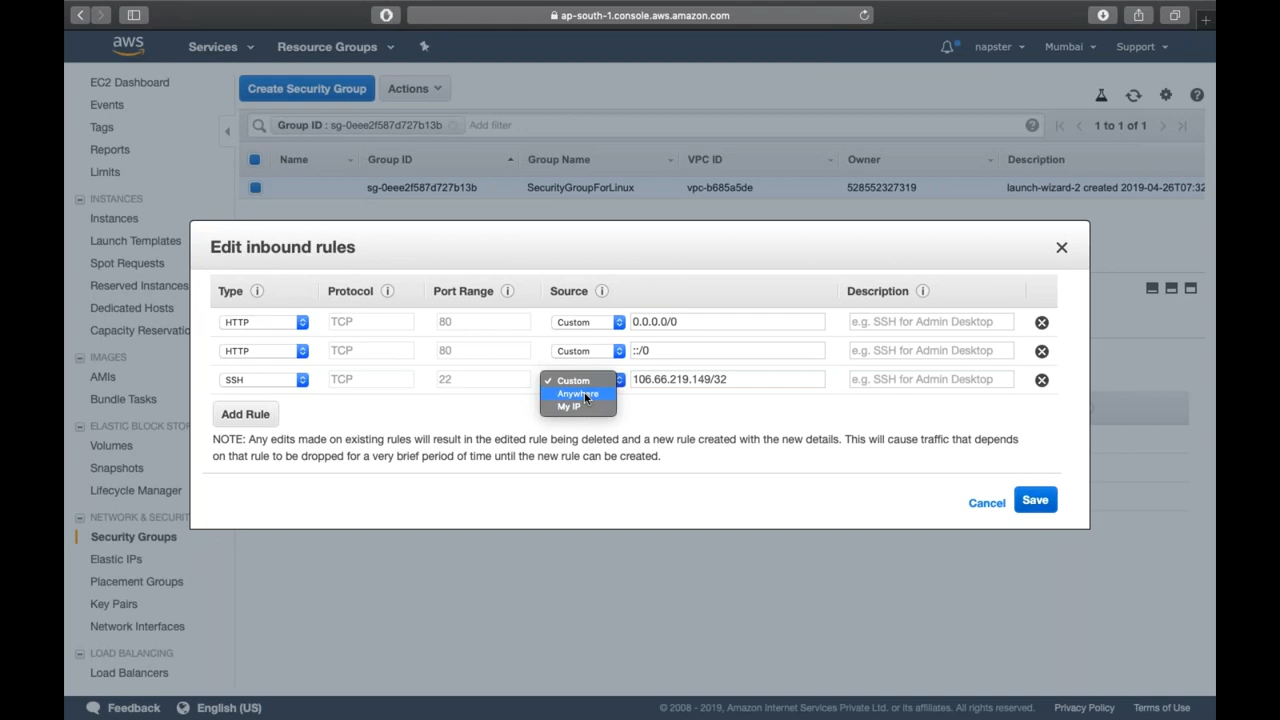 ap-south-1.console.aws.amazon.com
aws Services Resource Groups napster Mumbai Support
EC2 Dashboard
Events
Tags
Reports
Limits
INSTANCES
Instances
Launch Templates
Spot Requests
Reserved Instances
Dedicated Hosts
Capacity Reservatio
IMAGES
AMIs
Bundle Tasks
ELASTIC BLOCK STOR
Volumes
Snapshots
Lifecycle Manager
NETWORK & SECURIT
Security Groups
Elastic IPs
Placement Groups
Key Pairs
Network Interfaces
LOAD BALANCING
Load Balancers
Create Security Group Actions
Group ID : sg-0eee2f587d727b13b Add filter 1 to 1 of 1
Name Group ID Group Name VPC ID Owner Description
sg-0eee2f587d727b13b SecurityGroupForLinux vpc-b685a5de 528552327319 launch-wizard-2 created 2019-04-26T07:32
Edit inbound rules
Type Protocol Port Range Source Description
HTTP TCP 80 Custom 0.0.0.0/0 e.g. SSH for Admin Desktop
HTTP TCP 80 Custom ::/0 e.g. SSH for Admin Desktop
SSH TCP 22 Custom 106.66.219.149/32 e.g. SSH for Admin Desktop
Anywhere
My IP
Add Rule
NOTE: Any edits made on existing rules will result in the edited rule being deleted and a new rule created with the new details. This will cause traffic that depends
on that rule to be dropped for a very brief period of time until the new rule can be created.
Cancel Save
Feedback English (US) © 2008 - 2019, Amazon Internet Services Private Ltd. or its affiliates. All rights reserved. Privacy Policy Terms of Use